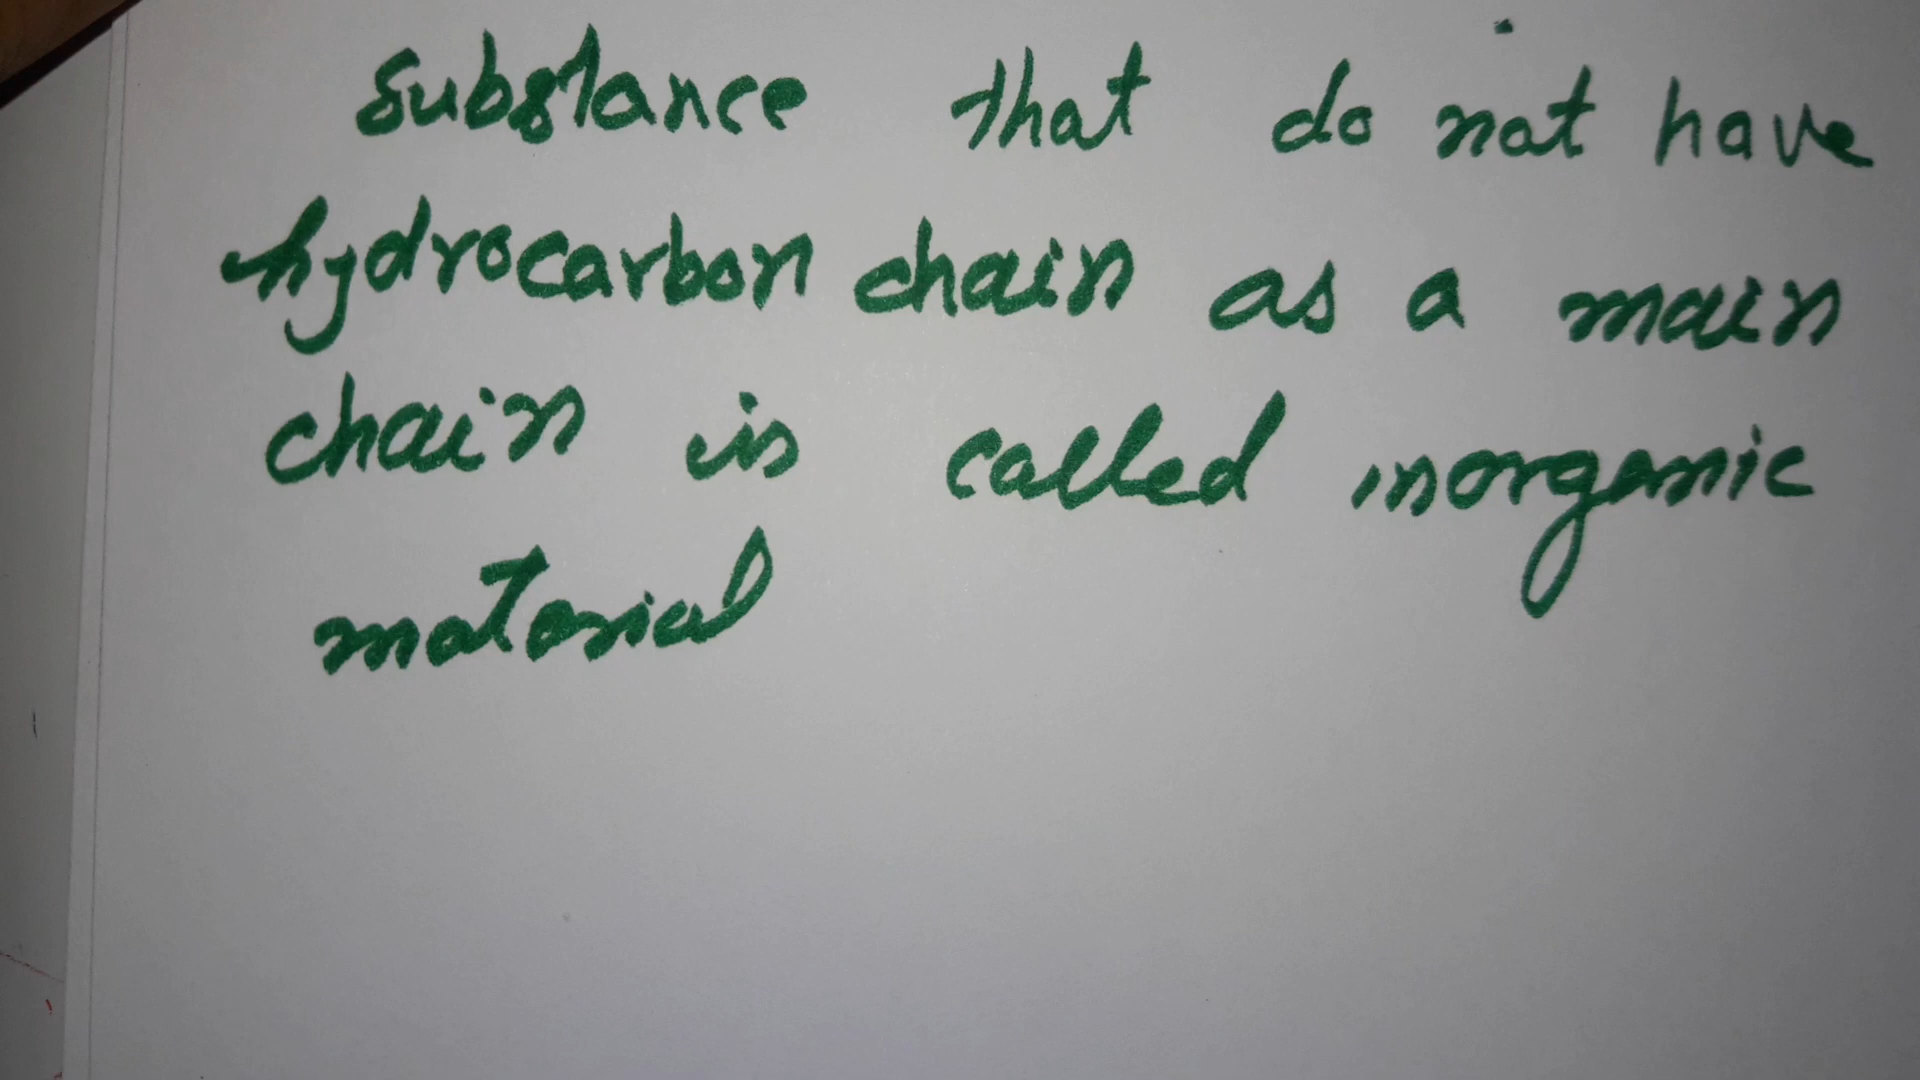 substance that do not have
hydrocarbon chain as a main
chain is called inorganic
material